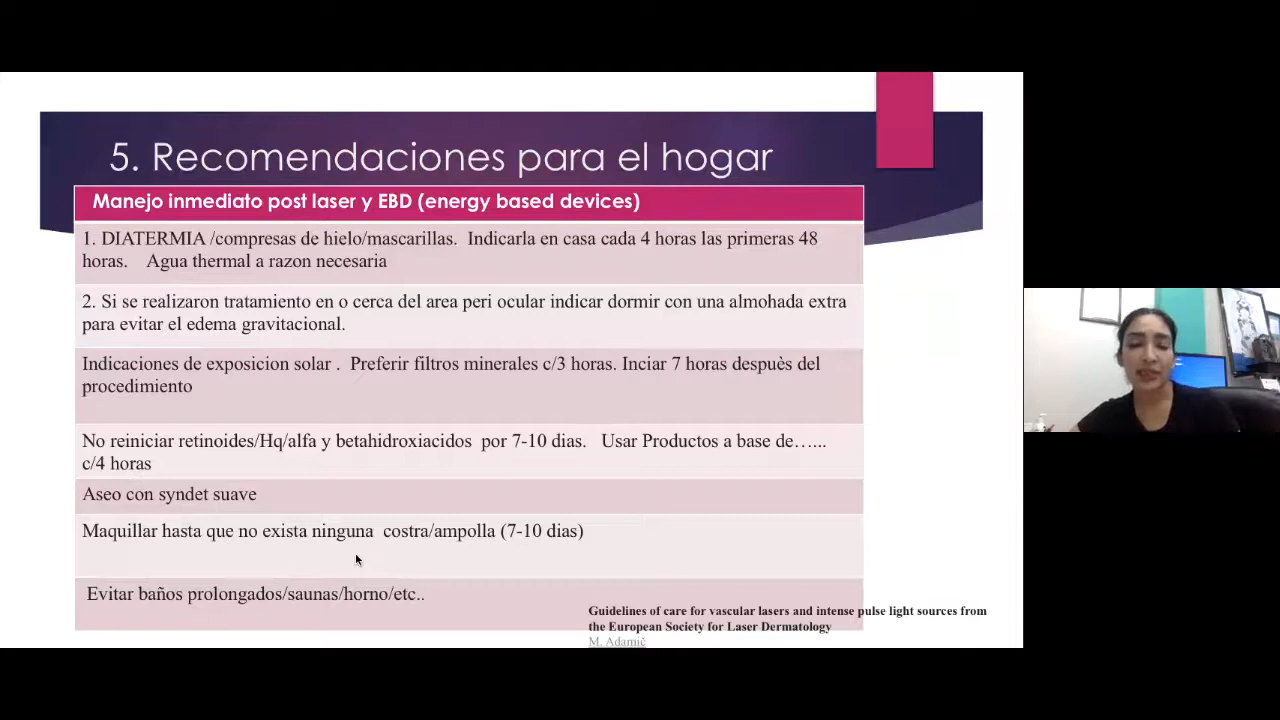 5. Recomendaciones para el hogar
Manejo inmediato post laser y EBD (energy based devices)
1. DIATERMIA /compresas de hielo/mascarillas.  Indicarla en casa cada 4 horas las primeras 48
horas.    Agua thermal a razon necesaria
2. Si se realizaron tratamiento en o cerca del area peri ocular indicar dormir con una almohada extra
para evitar el edema gravitacional.
Indicaciones de exposicion solar .  Preferir filtros minerales c/3 horas. Inciar 7 horas despuès del
procedimiento
No reiniciar retinoides/Hq/alfa y betahidroxiacidos  por 7-10 dias.   Usar Productos a base de…...
c/4 horas
Aseo con syndet suave
Maquillar hasta que no exista ninguna  costra/ampolla (7-10 dias)
Evitar baños prolongados/saunas/horno/etc..
Guidelines of care for vascular lasers and intense pulse light sources from
the European Society for Laser Dermatology
M. Adamič